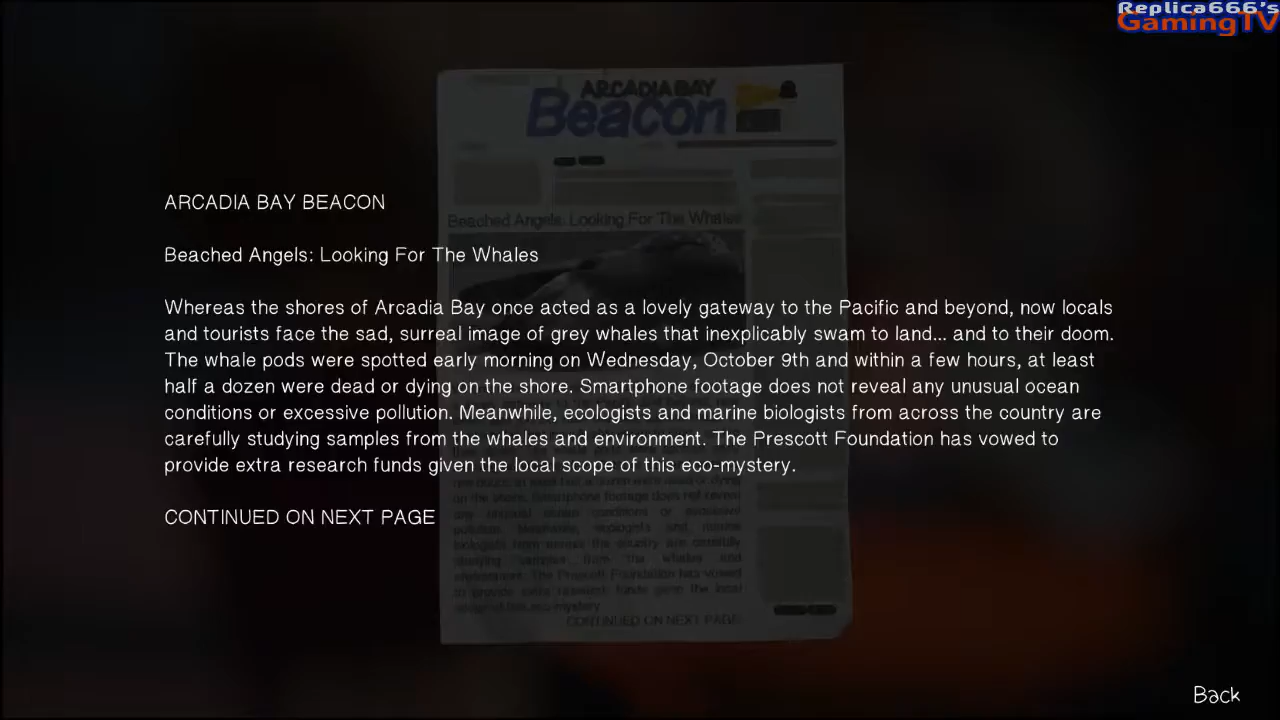 Replica666's
GamingTV
ARCADIA BAY
Beacon
Beached Angels: Looking For The Whales
ARCADIA BAY BEACON
Beached Angels: Looking For The Whales
Whereas the shores of Arcadia Bay once acted as a lovely gateway to the Pacific and beyond, now locals
and tourists face the sad, surreal image of grey whales that inexplicably swam to land... and to their doom.
The whale pods were spotted early morning on Wednesday, October 9th and within a few hours, at least
half a dozen were dead or dying on the shore. Smartphone footage does not reveal any unusual ocean
conditions or excessive pollution. Meanwhile, ecologists and marine biologists from across the country are
carefully studying samples from the whales and environment. The Prescott Foundation has vowed to
provide extra research funds given the local scope of this eco-mystery.
CONTINUED ON NEXT PAGE
CONTINUED ON NEXT PAGE
Back